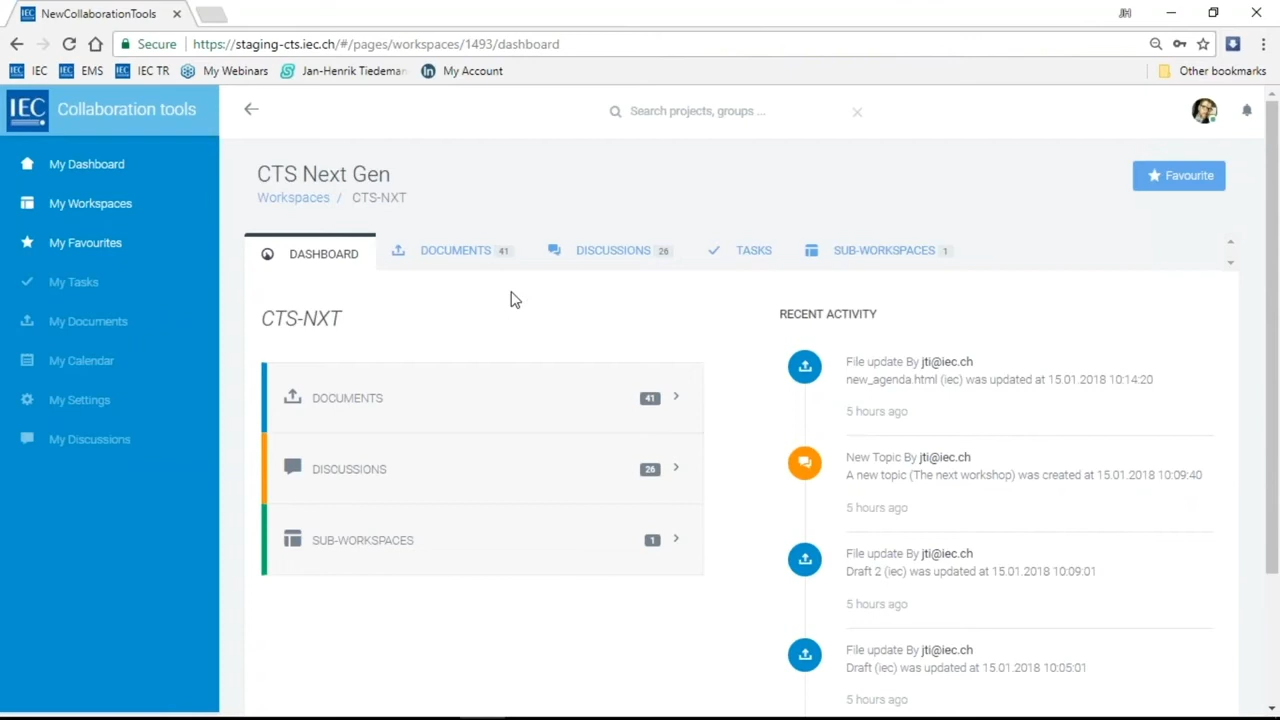 IEC NewCollaborationTools
Secure https://staging-cts.iec.ch/#/pages/workspaces/1493/dashboard
IEC IEC IEC EMS IEC IEC TR My Webinars Jan-Henrik Tiedeman in My Account Other bookmarks
IEC Collaboration tools
Search projects, groups ...
My Dashboard
My Workspaces
My Favourites
My Tasks
My Documents
My Calendar
My Settings
My Discussions
CTS Next Gen
Workspaces / CTS-NXT
Favourite
DASHBOARD DOCUMENTS 41 DISCUSSIONS 26 TASKS SUB-WORKSPACES 1
CTS-NXT
DOCUMENTS 41
DISCUSSIONS 26
SUB-WORKSPACES 1
RECENT ACTIVITY
File update By jti@iec.ch
new_agenda.html (iec) was updated at 15.01.2018 10:14:20
5 hours ago
New Topic By jti@iec.ch
A new topic (The next workshop) was created at 15.01.2018 10:09:40
5 hours ago
File update By jti@iec.ch
Draft 2 (iec) was updated at 15.01.2018 10:09:01
5 hours ago
File update By jti@iec.ch
Draft (iec) was updated at 15.01.2018 10:05:01
5 hours ago